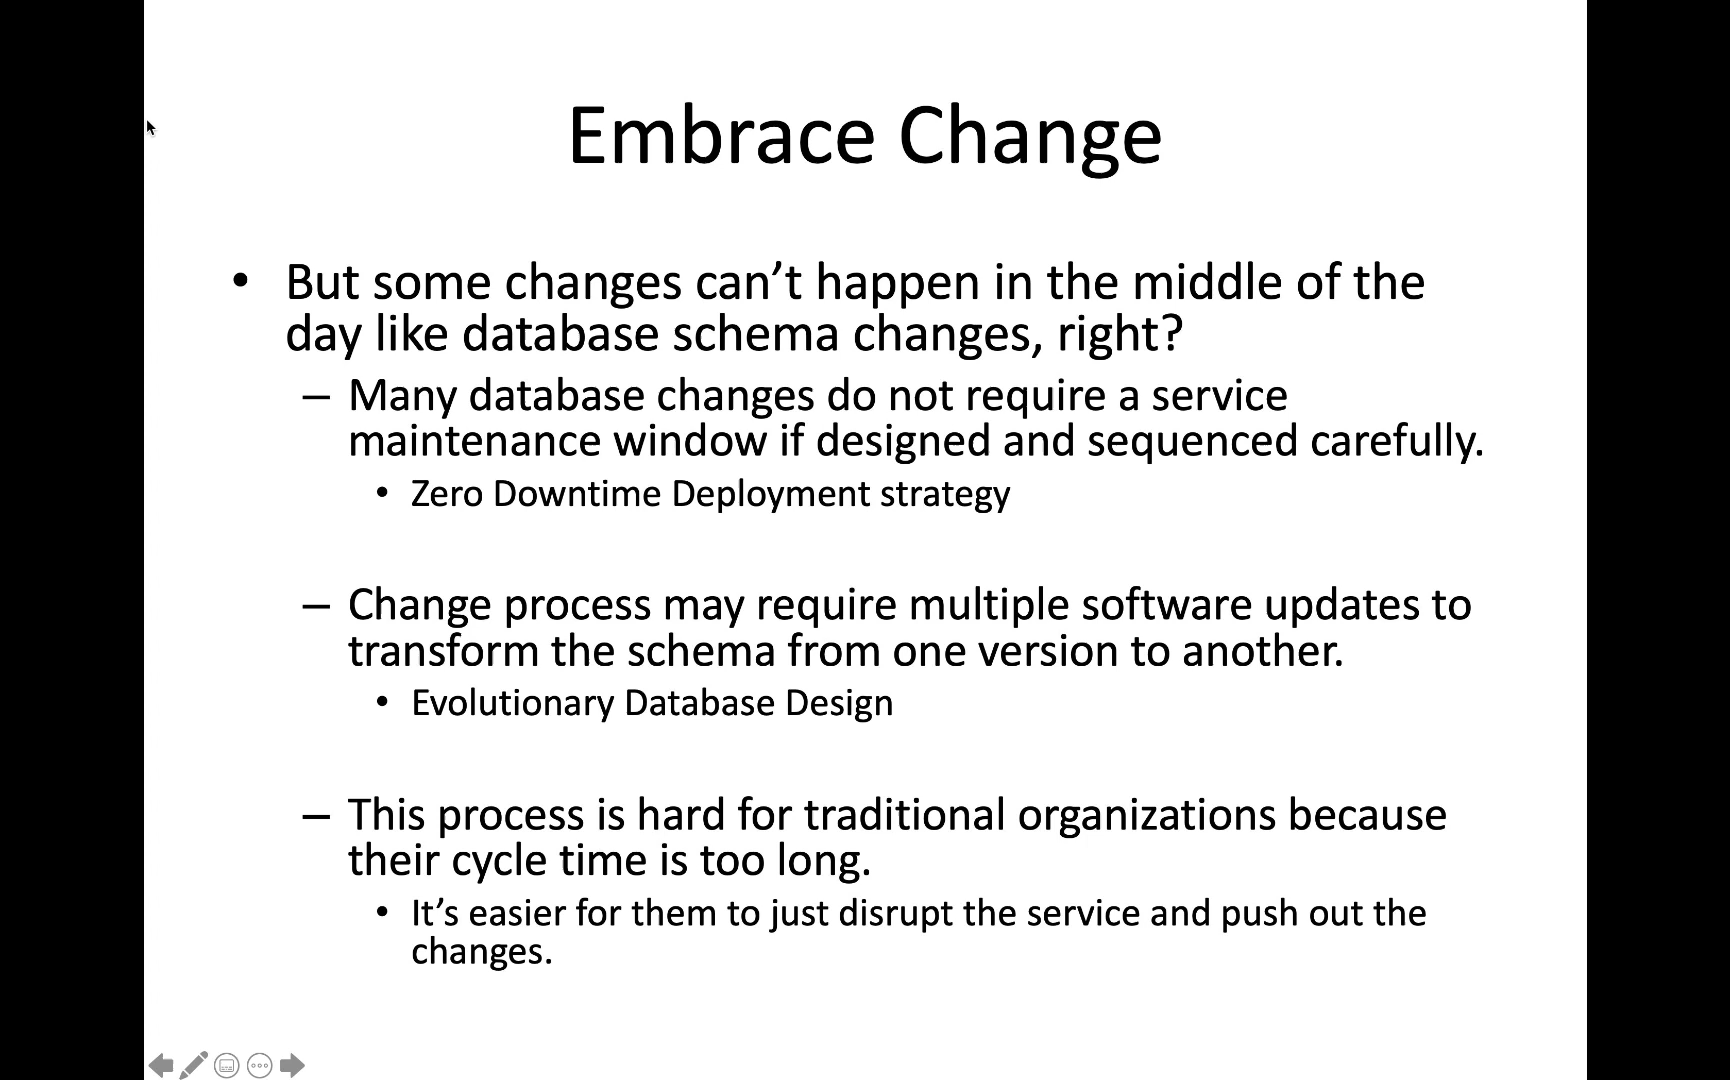 Embrace Change
• But some changes can’t happen in the middle of the
day like database schema changes, right?
– Many database changes do not require a service
maintenance window if designed and sequenced carefully.
• Zero Downtime Deployment strategy
– Change process may require multiple software updates to
transform the schema from one version to another.
• Evolutionary Database Design
– This process is hard for traditional organizations because
their cycle time is too long.
• It’s easier for them to just disrupt the service and push out the
changes.